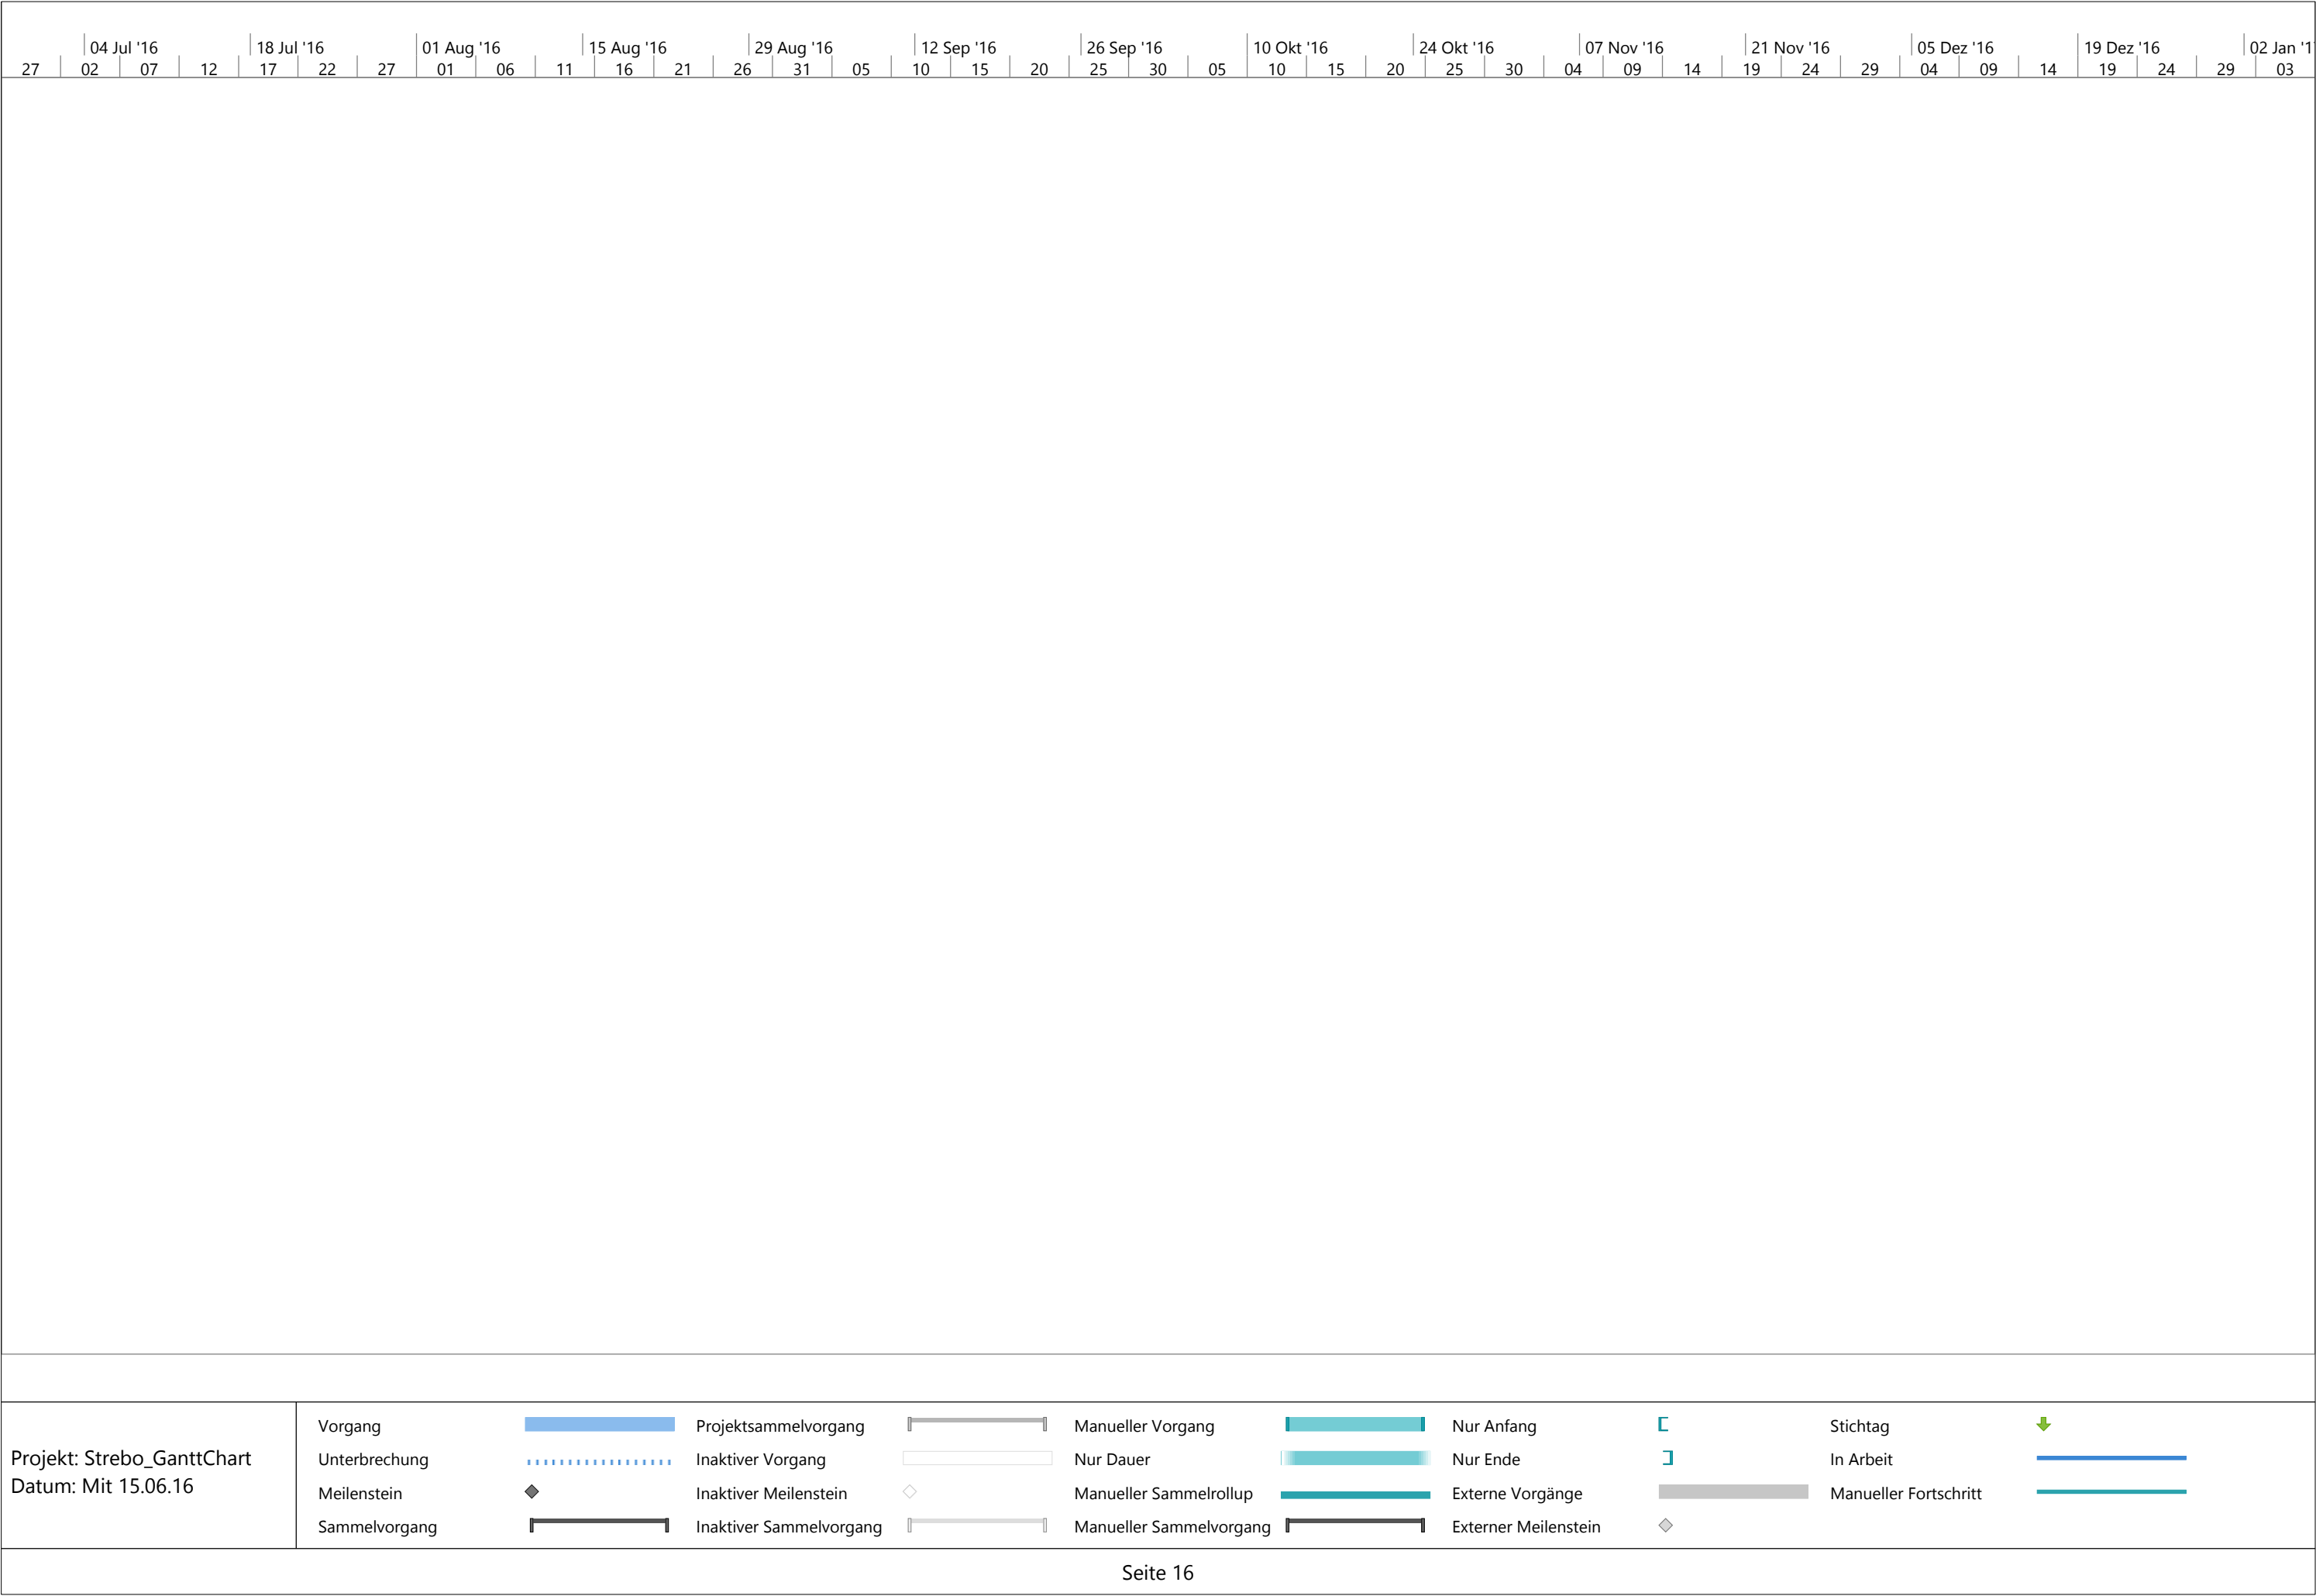 04 Jul '16 18 Jul '16 01 Aug '16 15 Aug '16 29 Aug '16 12 Sep '16 26 Sep '16 10 Okt '16 24 Okt '16 07 Nov '16 21 Nov '16 05 Dez '16 19 Dez '16 02 Jan '1
27 02 07 12 17 22 27 01 06 11 16 21 26 31 05 10 15 20 25 30 05 10 15 20 25 30 04 09 14 19 24 29 04 09 14 19 24 29 03
Projekt: Strebo_GanttChart
Datum: Mit 15.06.16
Vorgang
Unterbrechung
Meilenstein
Sammelvorgang
Projektsammelvorgang
Inaktiver Vorgang
Inaktiver Meilenstein
Inaktiver Sammelvorgang
Manueller Vorgang
Nur Dauer
Manueller Sammelrollup
Manueller Sammelvorgang
Nur Anfang
Nur Ende
Externe Vorgänge
Externer Meilenstein
Stichtag
In Arbeit
Manueller Fortschritt
Seite 16